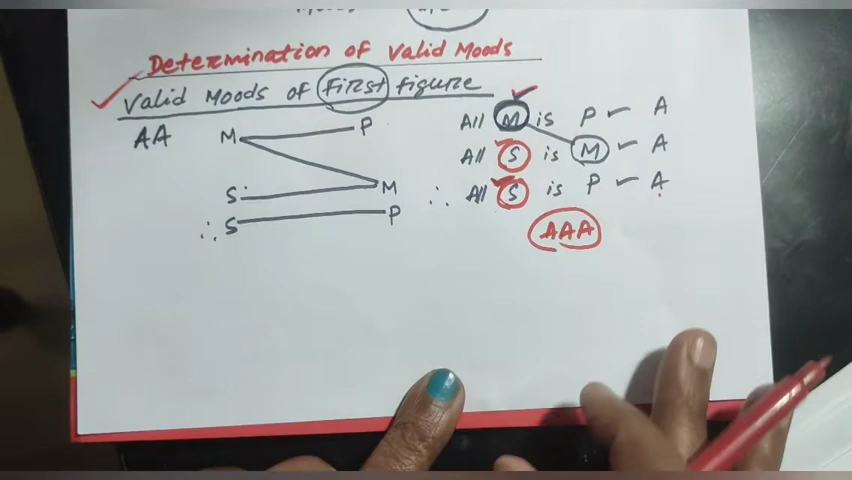 Determination of Valid Moods
Valid Moods of First figure
AA M P All M is P A
All S is M A
S M ∴ All S is P A
∴ S P
AAA